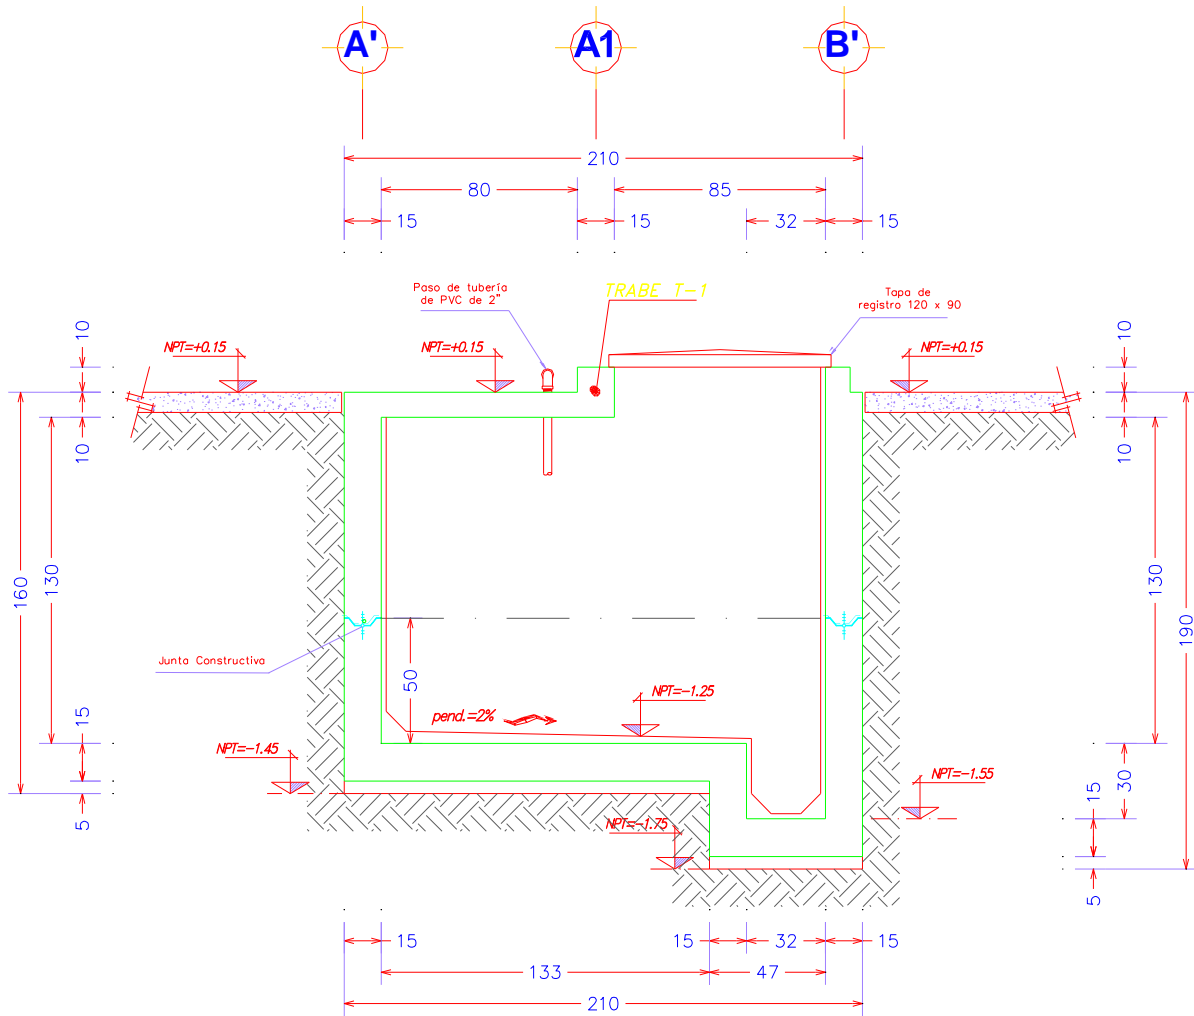 A' A1 B'
210
80 85
15 15 32 15
Paso de tubería
de PVC de 2"
TRABE T-1
Tapa de
registro 120 x 90
10 10
NPT=+0.15 NPT=+0.15 NPT=+0.15
10 10
160 130 130 190
Junta Constructiva
50
NPT=-1.25
pend.=2%
15
NPT=-1.45
NPT=-1.55
30
15
5
NPT=-1.75
5
15 15 32 15
133 47
210